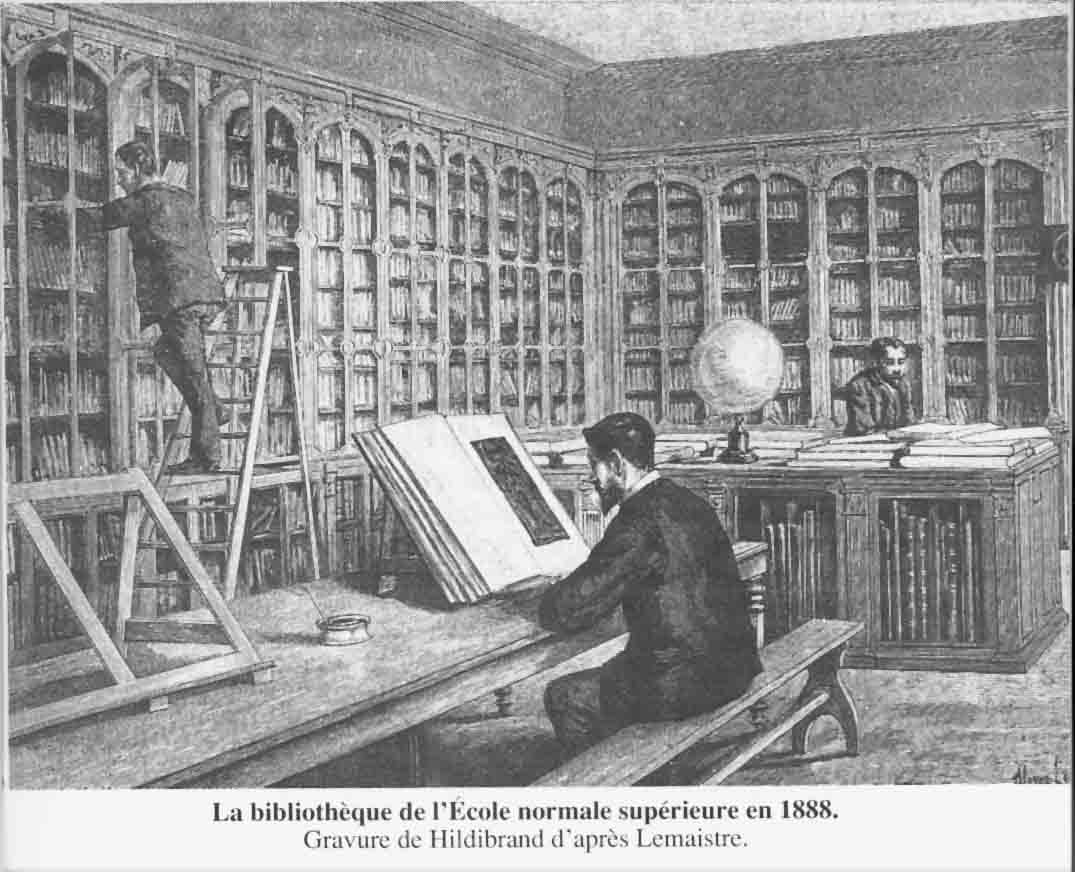 La bibliothèque de l'École normale supérieure en 1888.
Gravure de Hildibrand d'après Lemaistre.